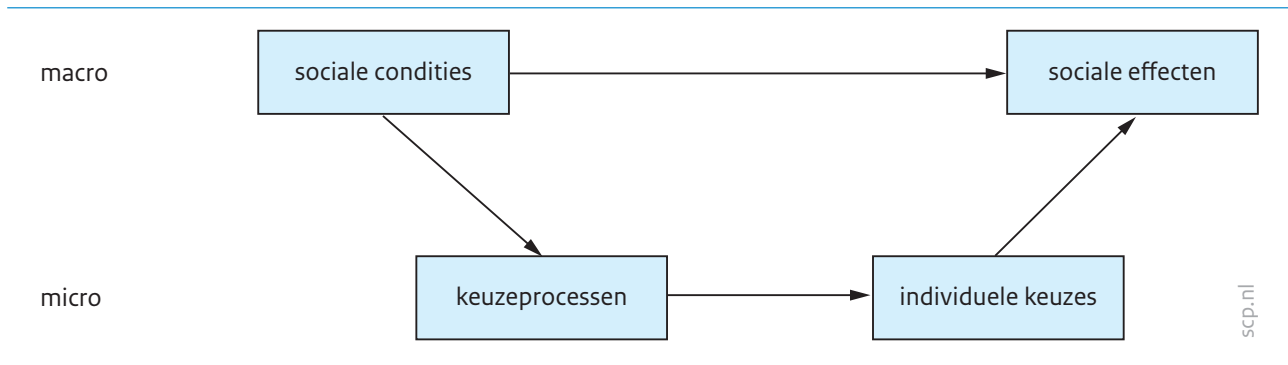 macro
sociale condities
sociale effecten
micro
keuzeprocessen
individuele keuzes
scp.nl